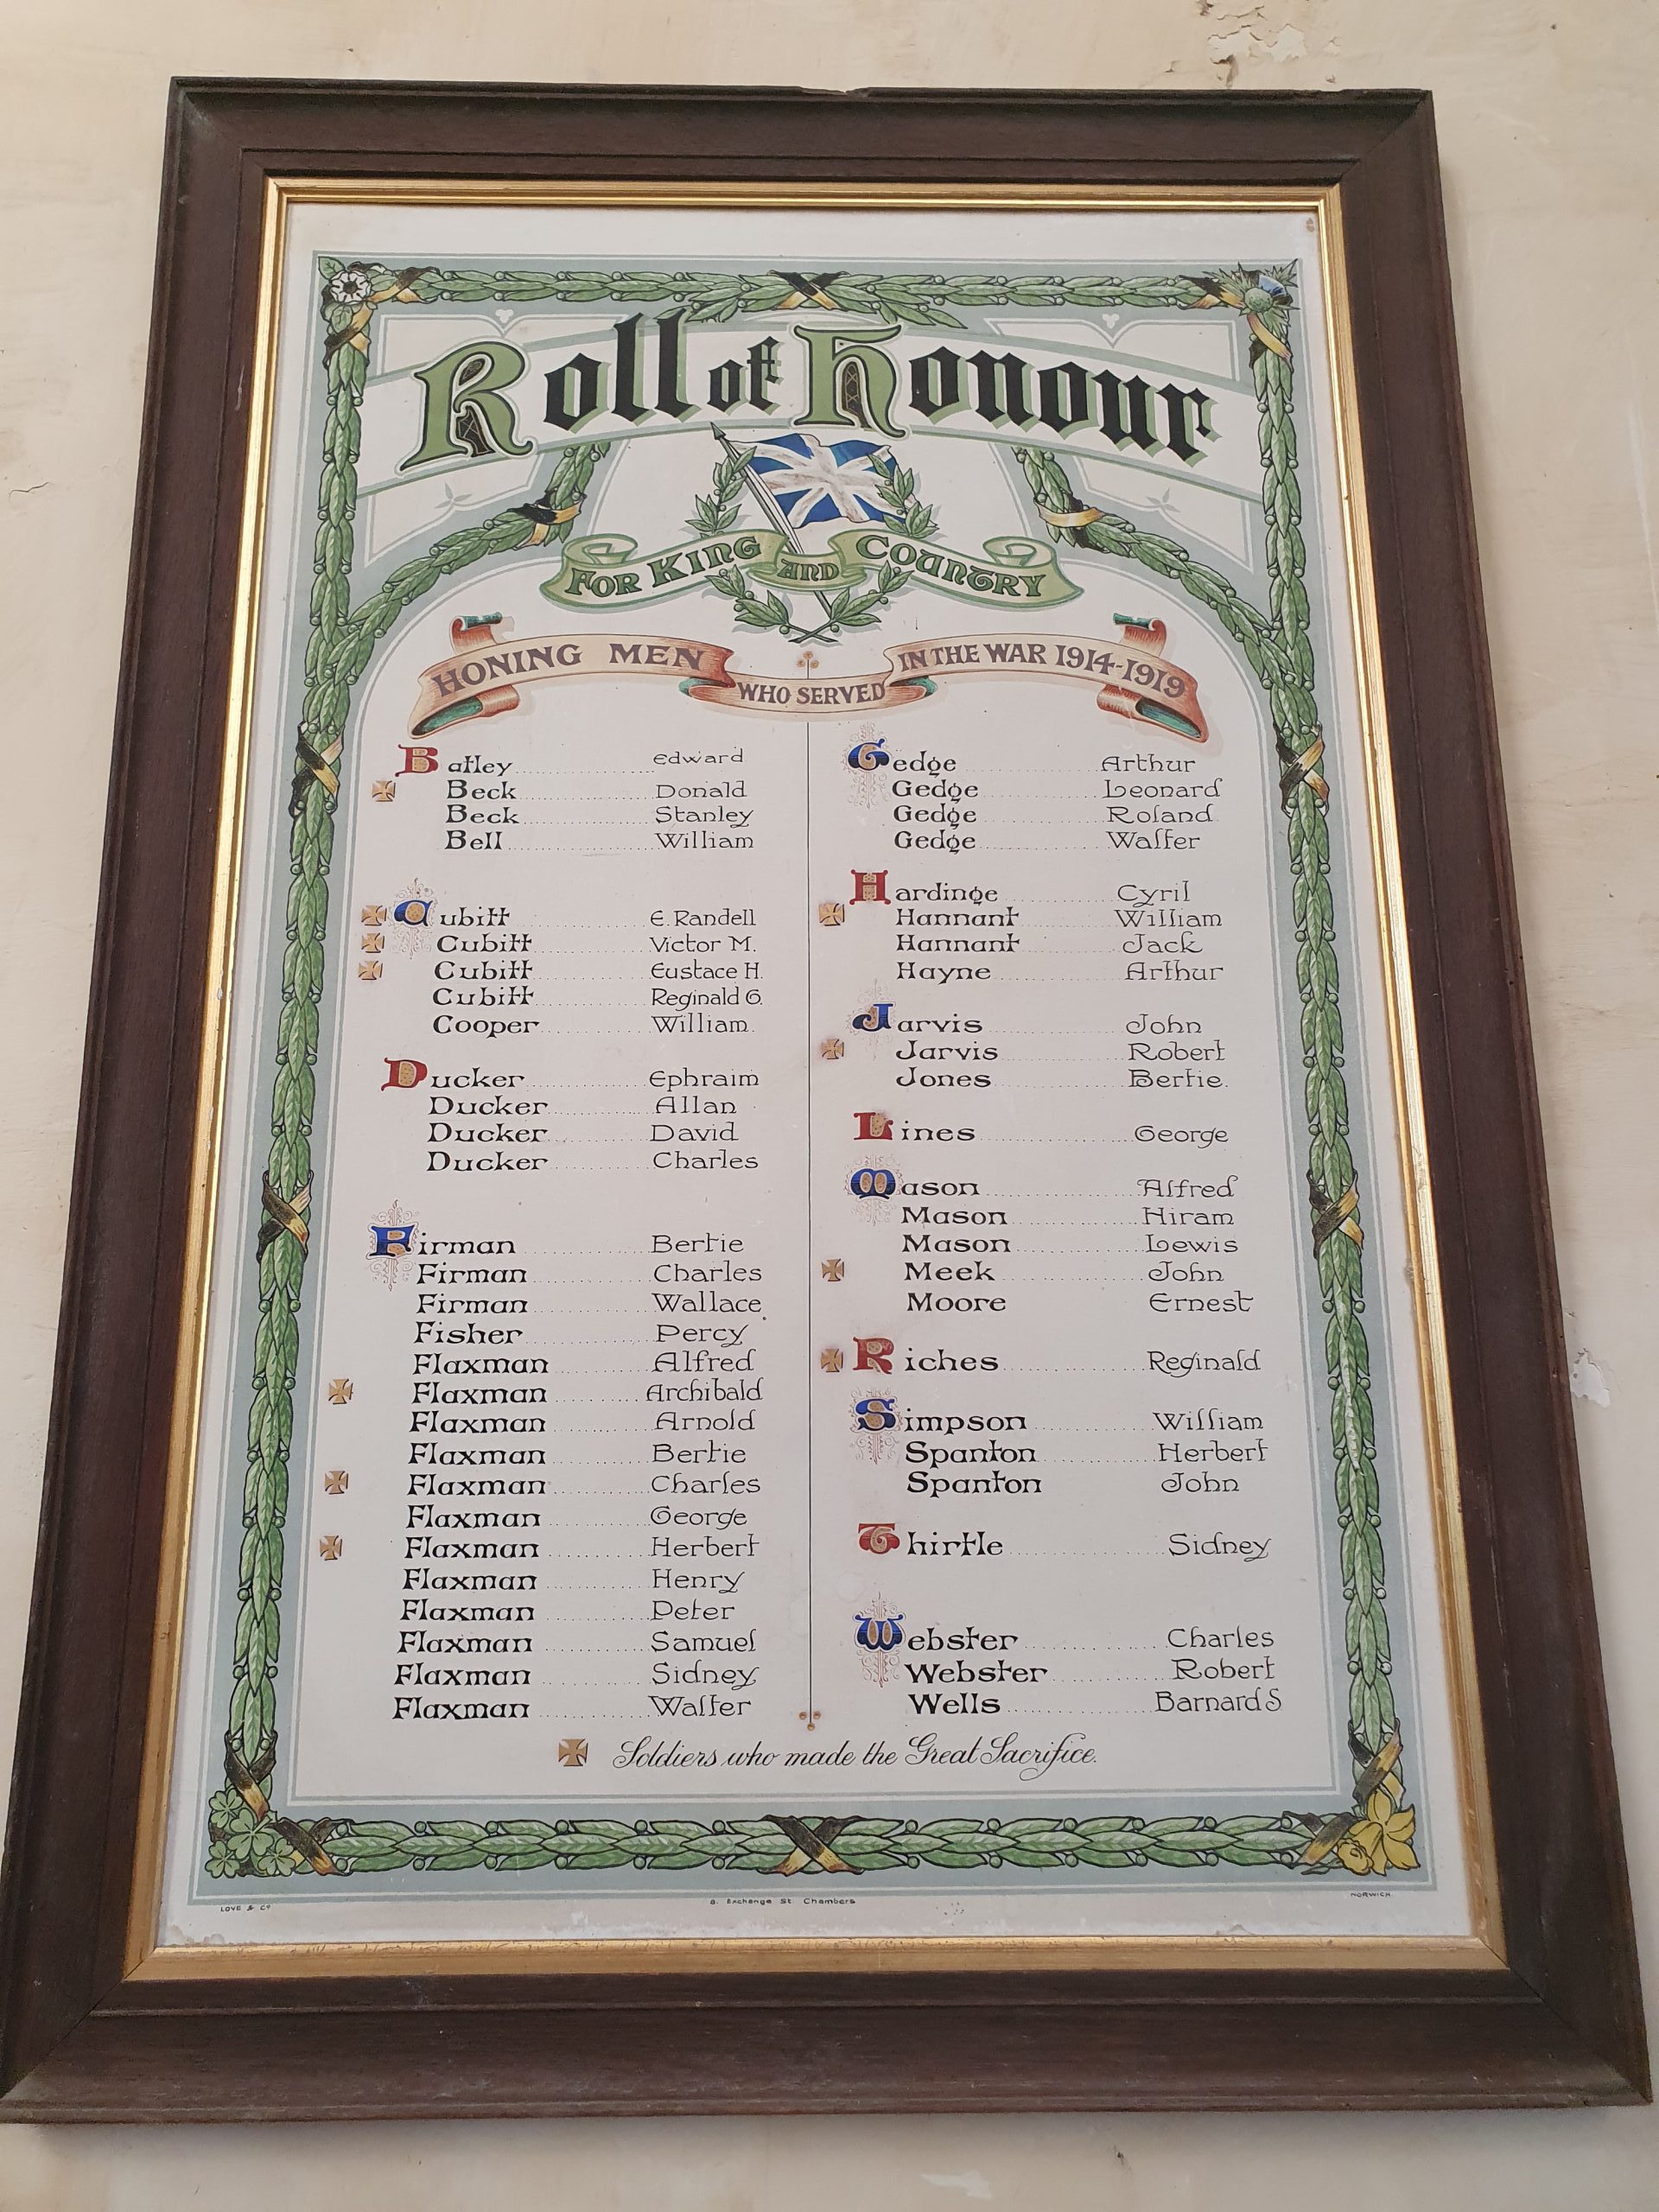 Roll of Honour
FOR KING AND COUNTRY
HONING MEN WHO SERVED IN THE WAR 1914-1919
Batley Edward
Beck Donald
Beck Stanley
Bell William
Cubitt E. Randell
Cubitt Victor M.
Cubitt Eustace H.
Cubitt Reginald G.
Cooper William.
Ducker Ephraim
Ducker Allan
Ducker David
Ducker Charles
Firman Bertie
Firman Charles
Firman Wallace
Fisher Percy
Flaxman Alfred
Flaxman Archibald
Flaxman Arnold
Flaxman Bertie
Flaxman Charles
Flaxman George
Flaxman Herbert
Flaxman Henry
Flaxman Peter
Flaxman Samuel
Flaxman Sidney
Flaxman Walter
Gedge Arthur
Gedge Leonard
Gedge Roland
Gedge Walter
Hardinge Cyril
Hannant William
Hannant Jack
Hayne Arthur
Jarvis John
Jarvis Robert
Jones Bertie.
Lines George
Mason Alfred
Mason Hiram
Mason Lewis
Meek John
Moore Ernest
Riches Reginald
Simpson William
Spanton Herbert
Spanton John
Thirtle Sidney
Webster Charles
Webster Robert
Wells Barnard S
Soldiers who made the Great Sacrifice.
LOVE & Co Exchange St. Chambers NORWICH